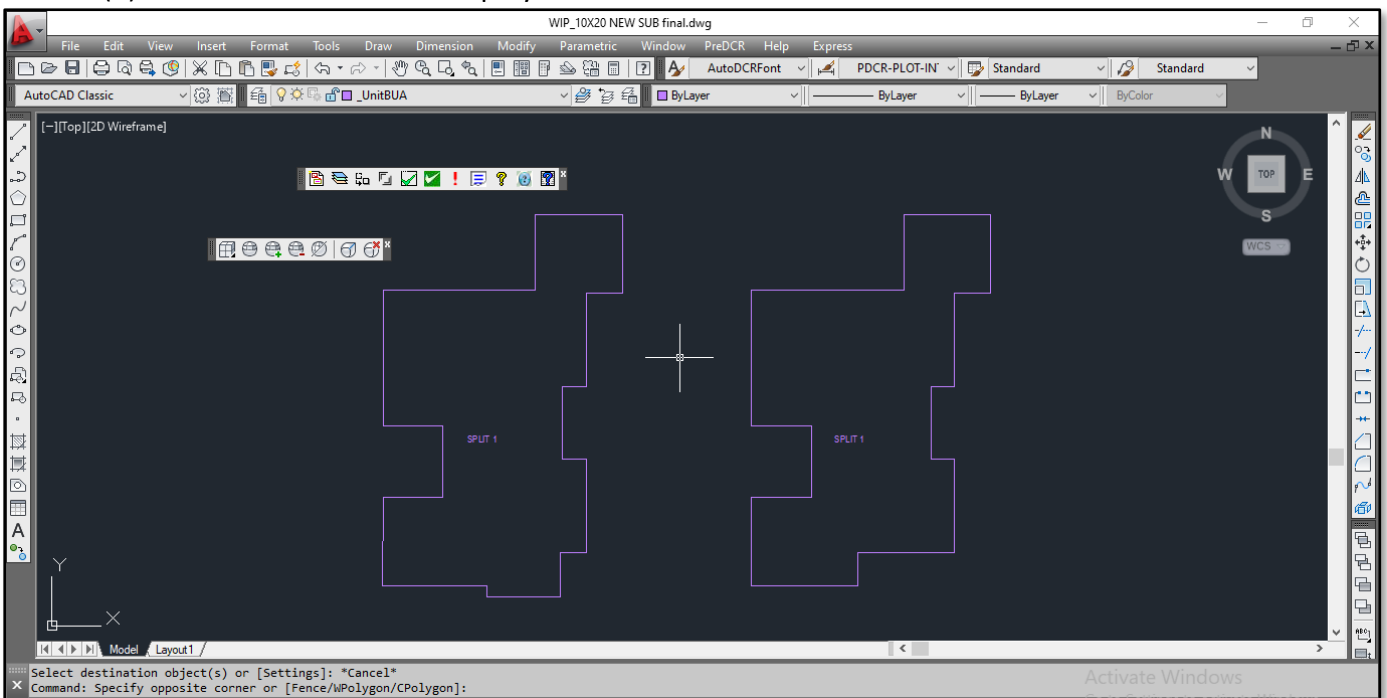 WIP_10X20 NEW SUB final.dwg
File Edit View Insert Format Tools Draw Dimension Modify Parametric Window PreDCR Help Express
AutoDCRFont PDCR-PLOT-IN Standard Standard
AutoCAD Classic _UnitBUA ByLayer ByLayer ByLayer ByColor
[−][Top][2D Wireframe]
N
W TOP E
S
WCS
SPLIT 1 SPLIT 1
Y
X
Model Layout1
Select destination object(s) or [Settings]: *Cancel*
Command: Specify opposite corner or [Fence/WPolygon/CPolygon]:
Activate Windows